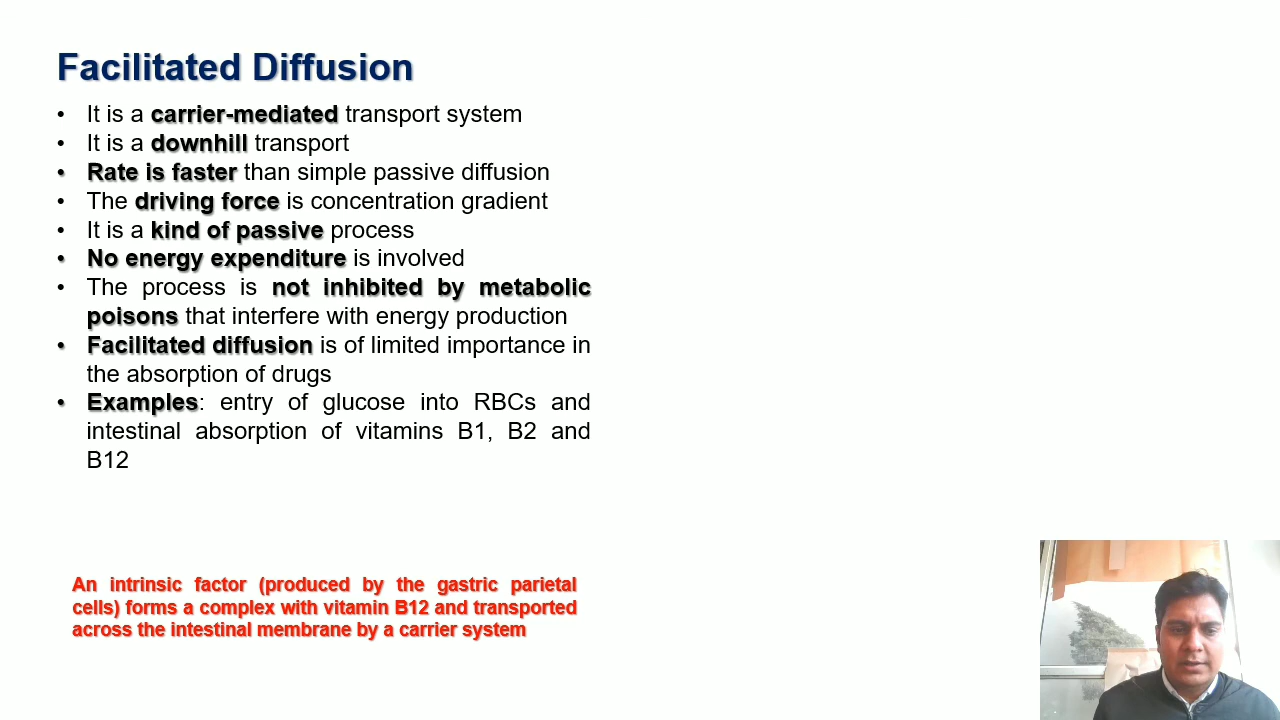 Facilitated Diffusion
• It is a carrier-mediated transport system
• It is a downhill transport
• Rate is faster than simple passive diffusion
• The driving force is concentration gradient
• It is a kind of passive process
• No energy expenditure is involved
• The process is not inhibited by metabolic
poisons that interfere with energy production
• Facilitated diffusion is of limited importance in
the absorption of drugs
• Examples: entry of glucose into RBCs and
intestinal absorption of vitamins B1, B2 and
B12
An intrinsic factor (produced by the gastric parietal
cells) forms a complex with vitamin B12 and transported
across the intestinal membrane by a carrier system